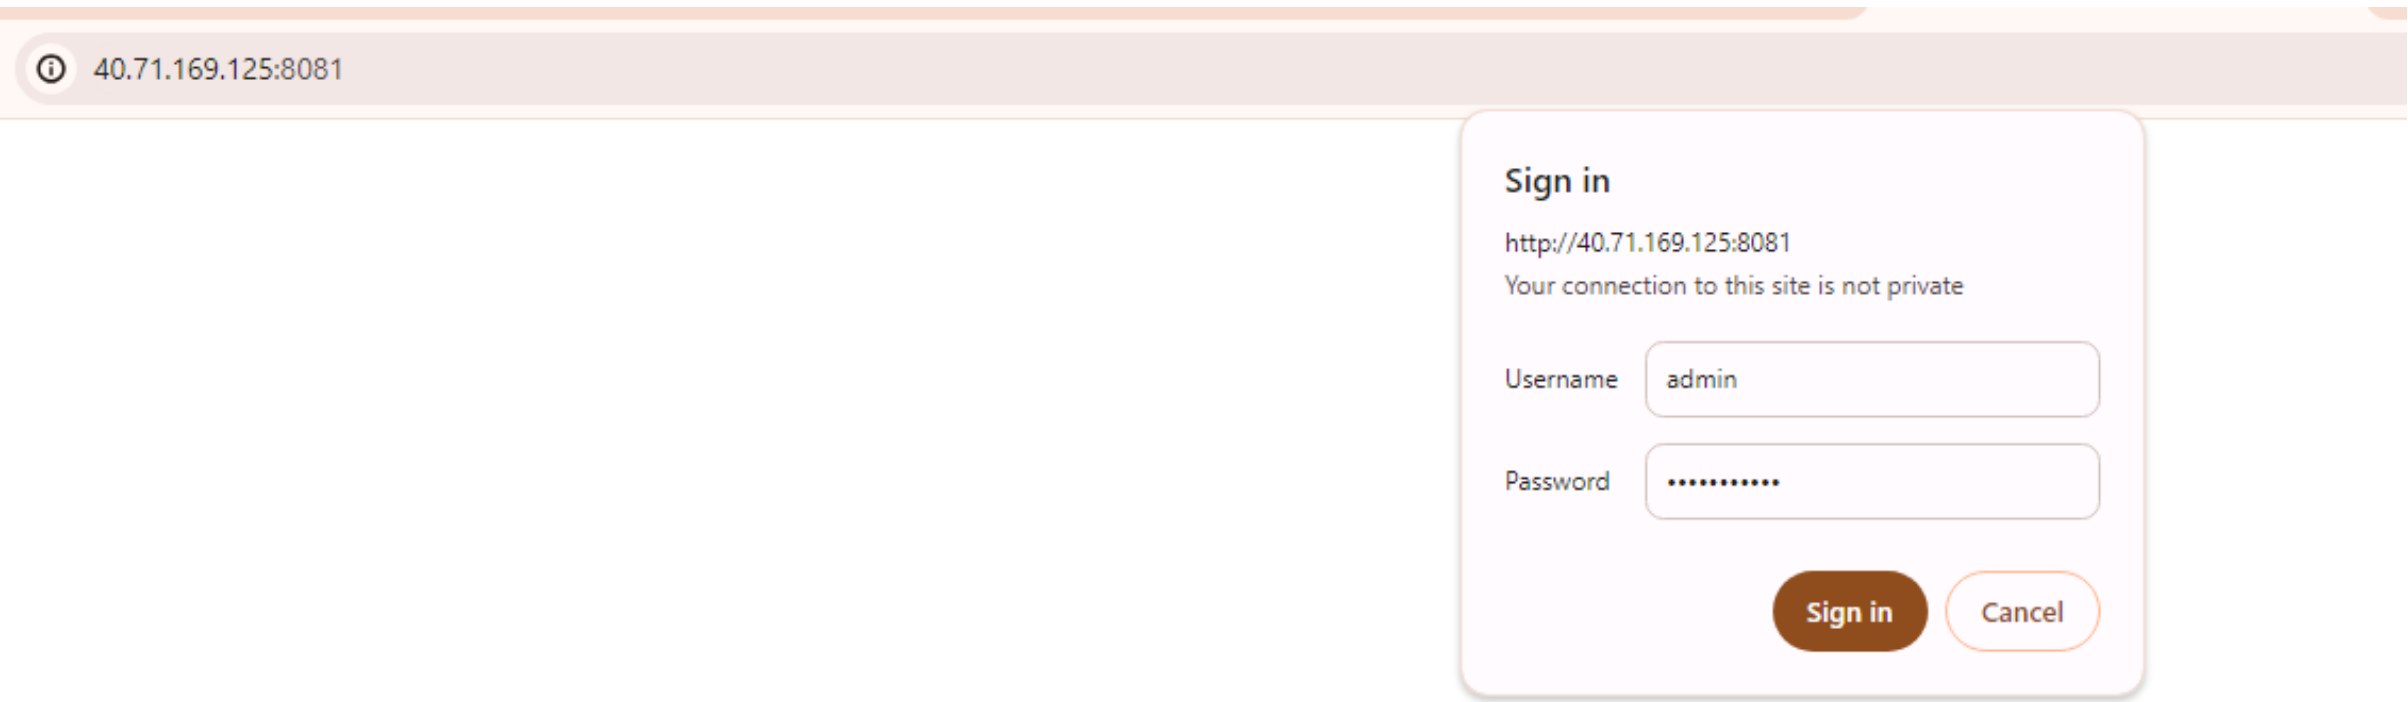 40.71.169.125:8081
Sign in
http://40.71.169.125:8081
Your connection to this site is not private
Username admin
Password •••••••••••
Sign in Cancel